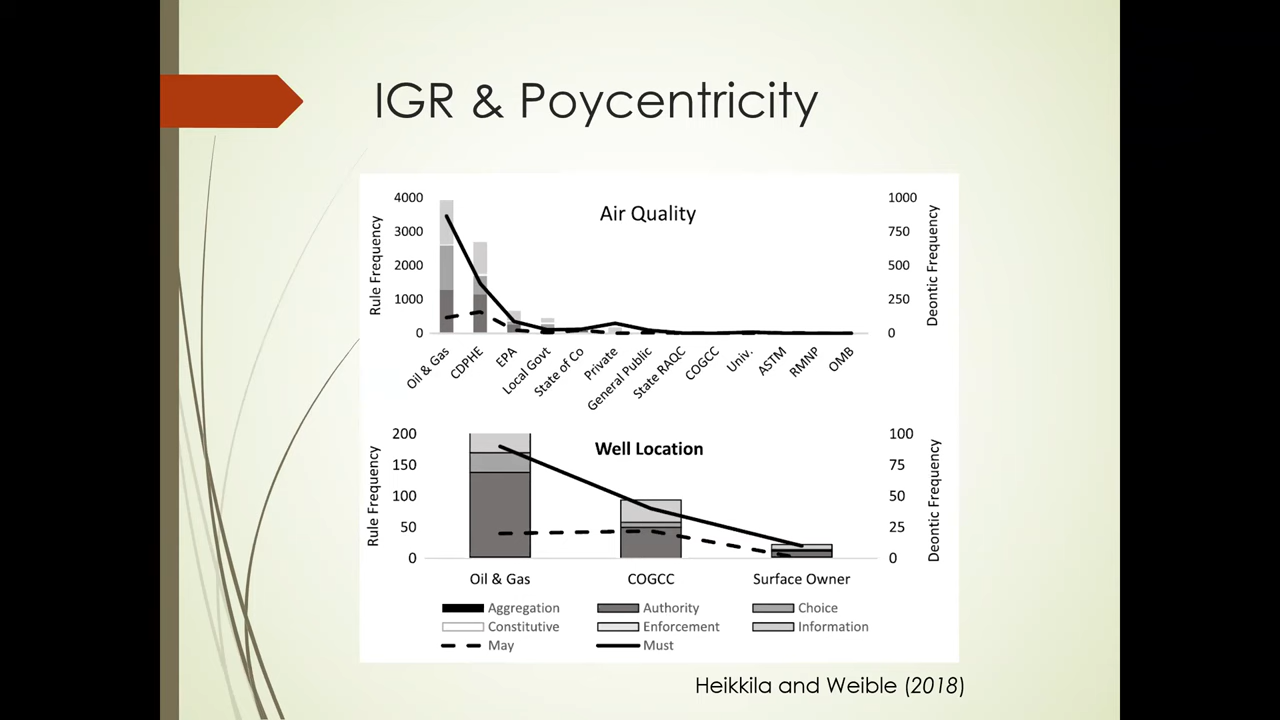 IGR & Poycentricity
Air Quality
Rule Frequency
4000
3000
2000
1000
0
Deontic Frequency
1000
750
500
250
0
Oil & Gas
CDPHE
EPA
Local Govt
State of Co
Private
General Public
State RAQC
COGCC
Univ.
ASTM
RMNP
OMB
Well Location
Rule Frequency
200
150
100
50
0
Deontic Frequency
100
75
50
25
0
Oil & Gas COGCC Surface Owner
Aggregation Authority Choice
Constitutive Enforcement Information
May Must
Heikkila and Weible (2018)